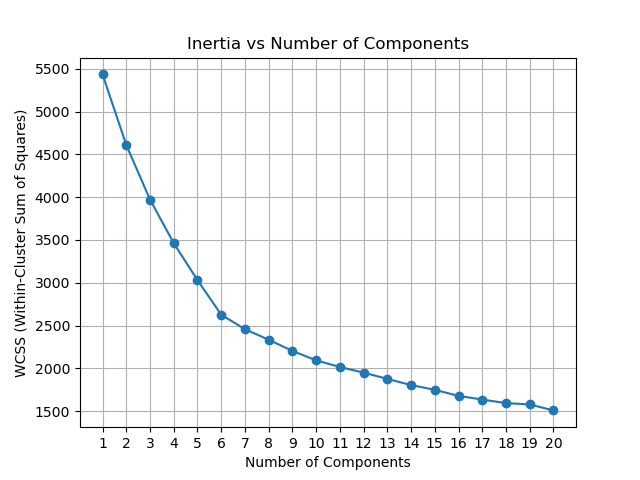 Inertia vs Number of Components
WCSS (Within-Cluster Sum of Squares)
5500
5000
4500
4000
3500
3000
2500
2000
1500
1 2 3 4 5 6 7 8 9 10 11 12 13 14 15 16 17 18 19 20
Number of Components